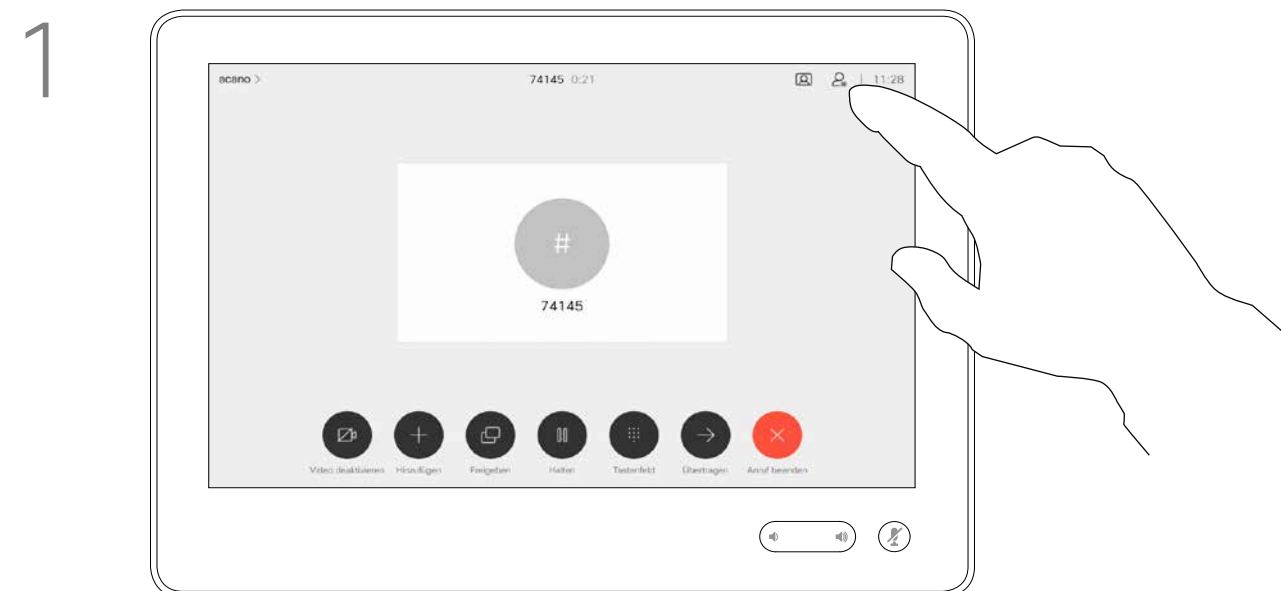 1
acano >
74145 0:21
11:28
#
74145
Video deaktivieren Hinzufügen Freigeben Halten Tastenfeld Übertragen Anruf beenden